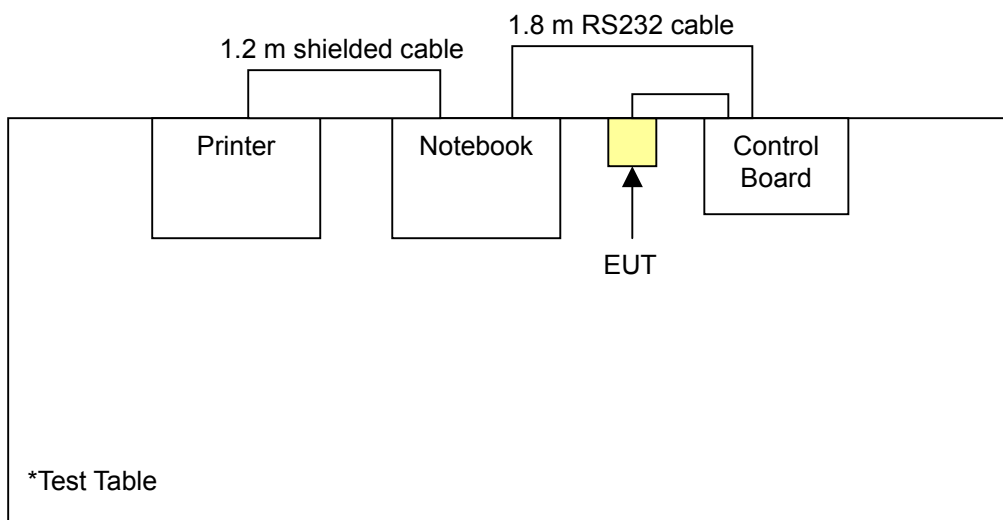 1.8 m RS232 cable
1.2 m shielded cable
Printer
Notebook
Control
Board
EUT
*Test Table